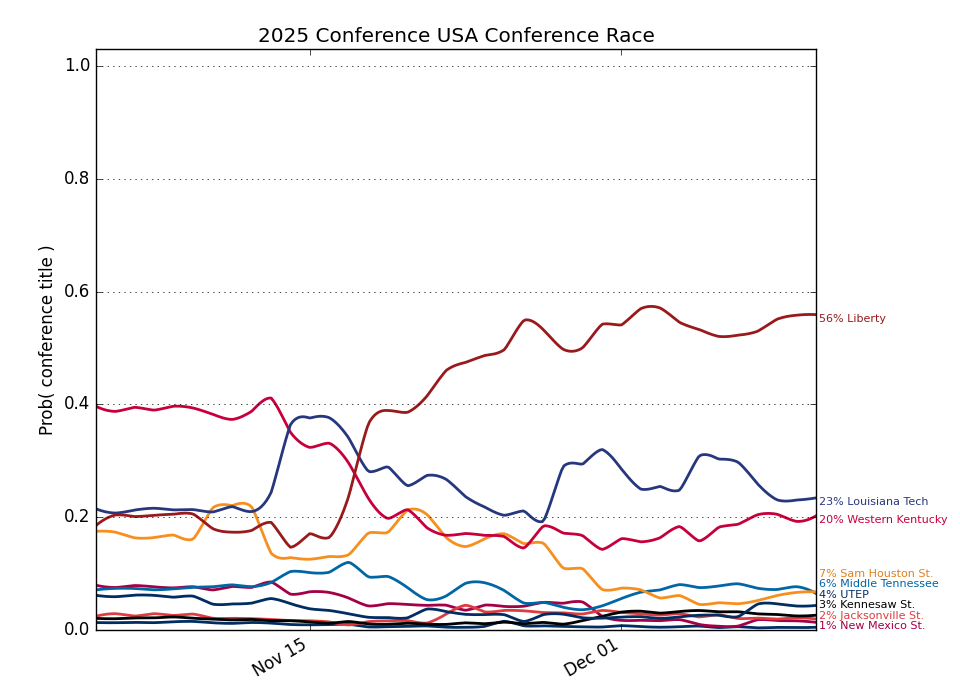 2025 Conference USA Conference Race
1.0
0.8
0.6
0.4
0.2
0.0
Prob( conference title )
Nov 15
Dec 01
56% Liberty
23% Louisiana Tech
20% Western Kentucky
7% Sam Houston St.
6% Middle Tennessee
4% UTEP
3% Kennesaw St.
2% Jacksonville St.
1% New Mexico St.